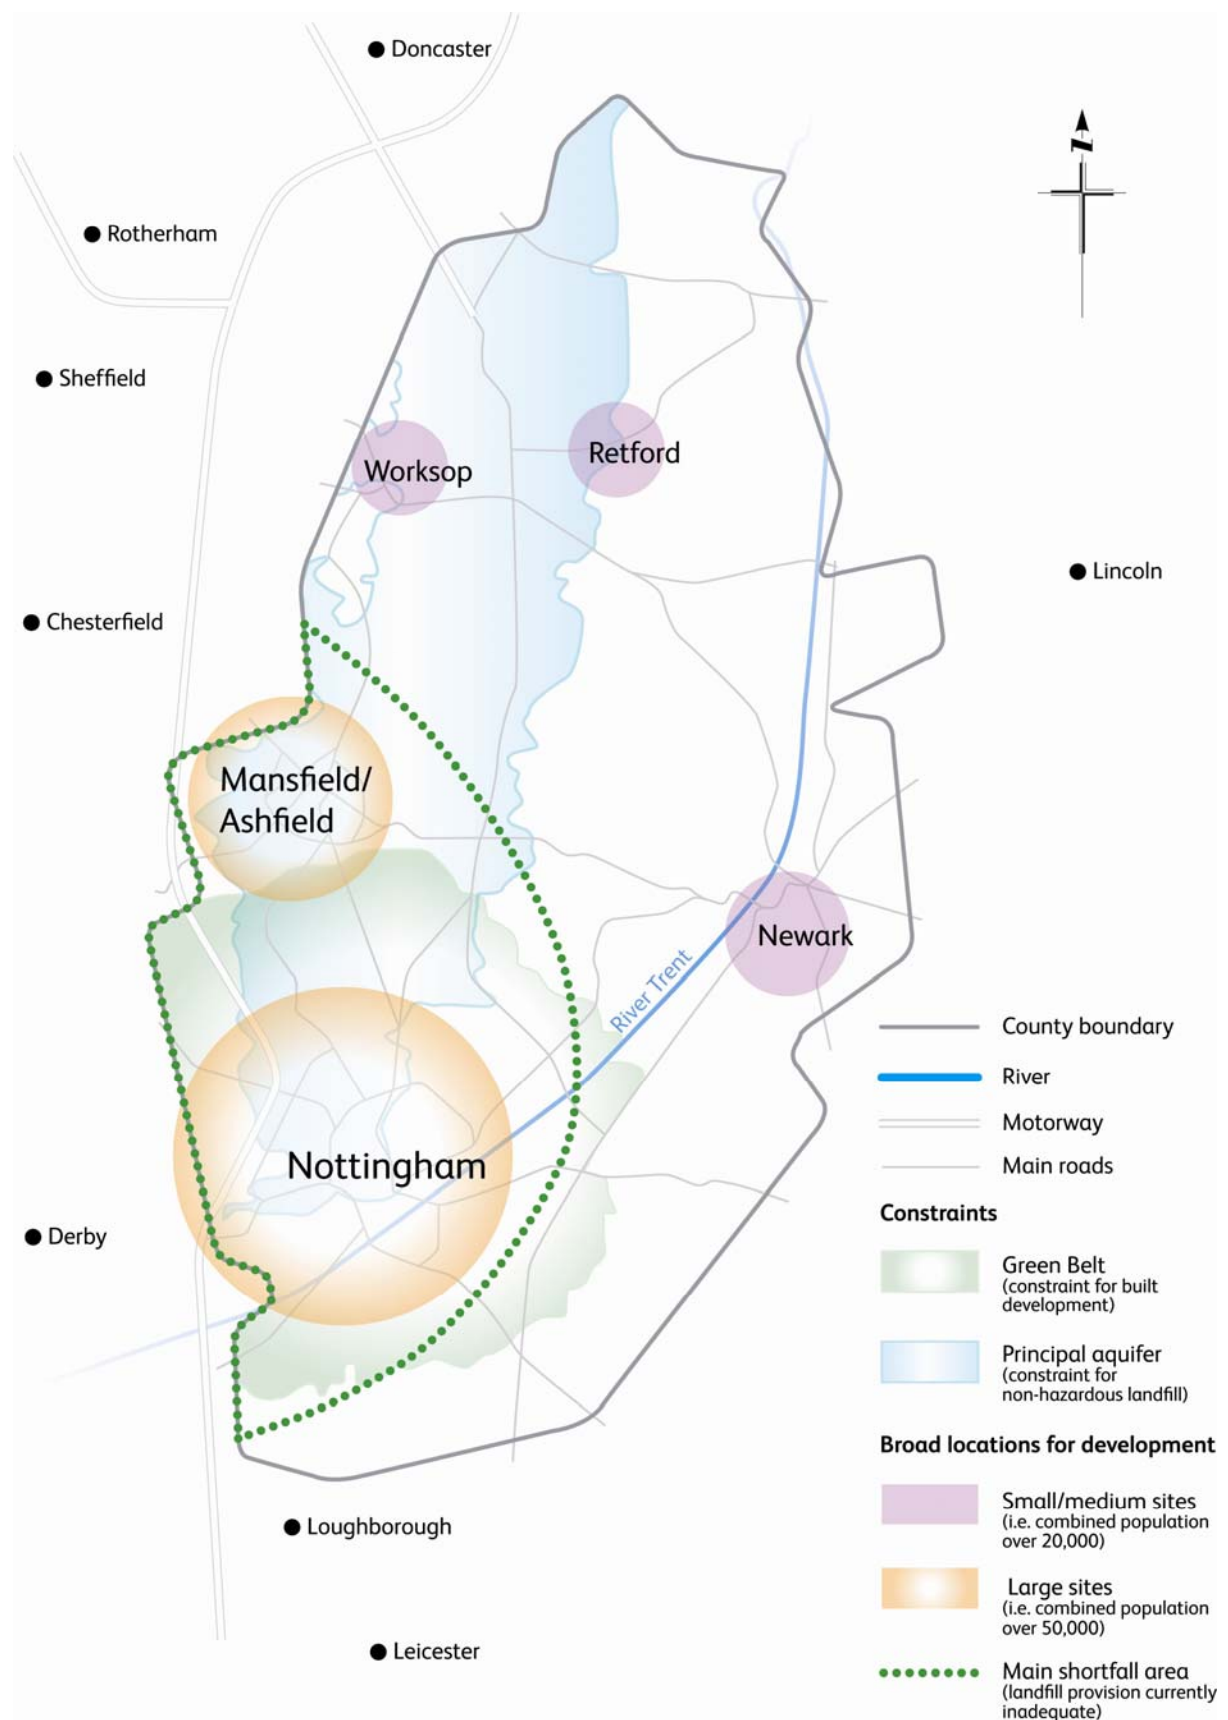 Doncaster
Rotherham
Sheffield
Worksop
Retford
Lincoln
Chesterfield
Mansfield/
Ashfield
Newark
River Trent
Nottingham
Derby
Loughborough
Leicester
N
County boundary
River
Motorway
Main roads
Constraints
Green Belt
(constraint for built
development)
Principal aquifer
(constraint for
non-hazardous landfill)
Broad locations for development
Small/medium sites
(i.e. combined population
over 20,000)
Large sites
(i.e. combined population
over 50,000)
Main shortfall area
(landfill provision currently
inadequate)